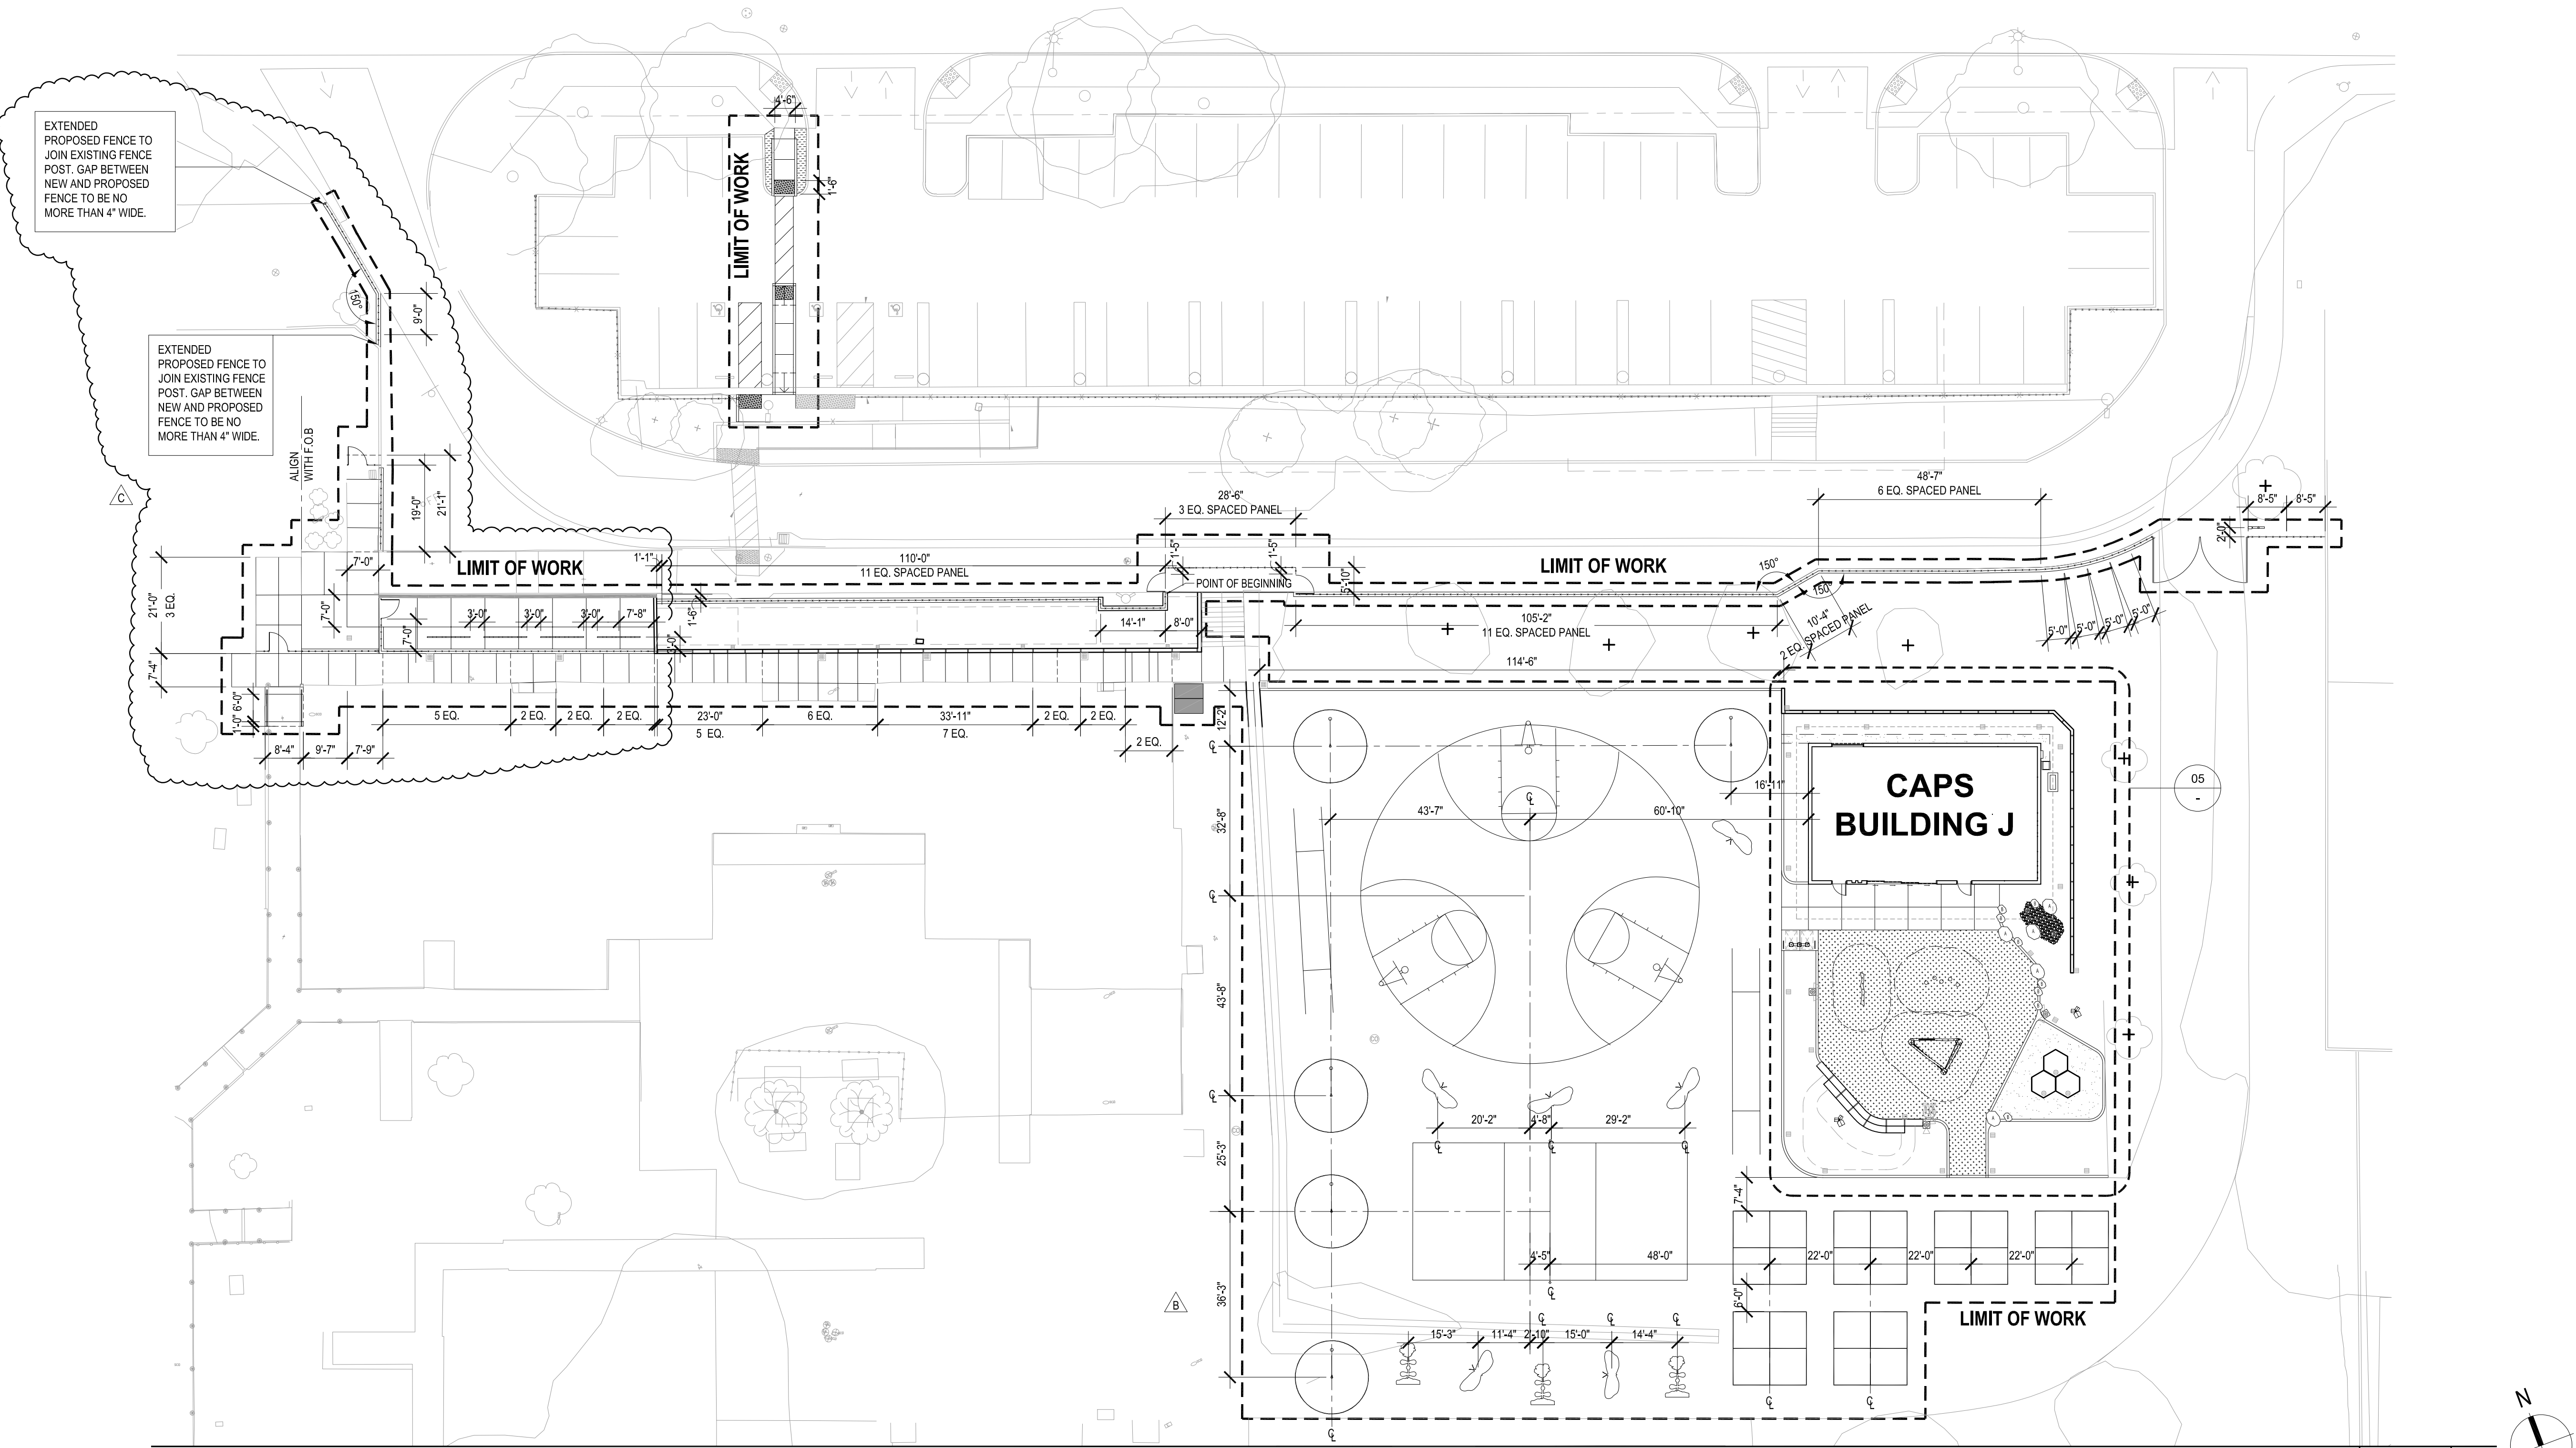 EXTENDED
PROPOSED FENCE TO
JOIN EXISTING FENCE
POST. GAP BETWEEN
NEW AND PROPOSED
FENCE TO BE NO
MORE THAN 4" WIDE.
4'-6"
LIMIT OF WORK
1'-6"
150°
9'-0"
EXTENDED
PROPOSED FENCE TO
JOIN EXISTING FENCE
POST. GAP BETWEEN
NEW AND PROPOSED
FENCE TO BE NO
MORE THAN 4" WIDE.
ALIGN
WITH F.O.B
C
19'-0"
21'-1"
48'-7"
6 EQ. SPACED PANEL
28'-6"
3 EQ. SPACED PANEL
8'-5"
8'-5"
2'-0"
7'-0"
LIMIT OF WORK
1'-1"
110'-0"
11 EQ. SPACED PANEL
1'-5"
1'-5"
POINT OF BEGINNING
5'-10"
LIMIT OF WORK
150°
150°
21'-0"
3 EQ.
7'-0"
7'-0"
3'-0"
3'-0"
3'-0"
7'-8"
1'-6"
14'-1"
8'-0"
105'-2"
11 EQ. SPACED PANEL
10'-4"
2 EQ. SPACED PANEL
5'-0"
5'-0"
5'-0"
5'-0"
7'-4"
114'-6"
6'-0"
1'-0"
5 EQ.
2 EQ.
2 EQ.
2 EQ.
23'-0"
5 EQ.
6 EQ.
33'-11"
7 EQ.
2 EQ.
2 EQ.
2 EQ.
12'-2"
8'-4"
9'-7"
7'-9"
16'-11"
CAPS
BUILDING J
05
-
32'-8"
43'-7"
60'-10"
43'-8"
20'-2"
4'-8"
29'-2"
25'-3"
7'-4"
4'-5"
48'-0"
22'-0"
22'-0"
22'-0"
B
36'-3"
6'-0"
LIMIT OF WORK
15'-3"
11'-4"
2'-10"
15'-0"
14'-4"
N